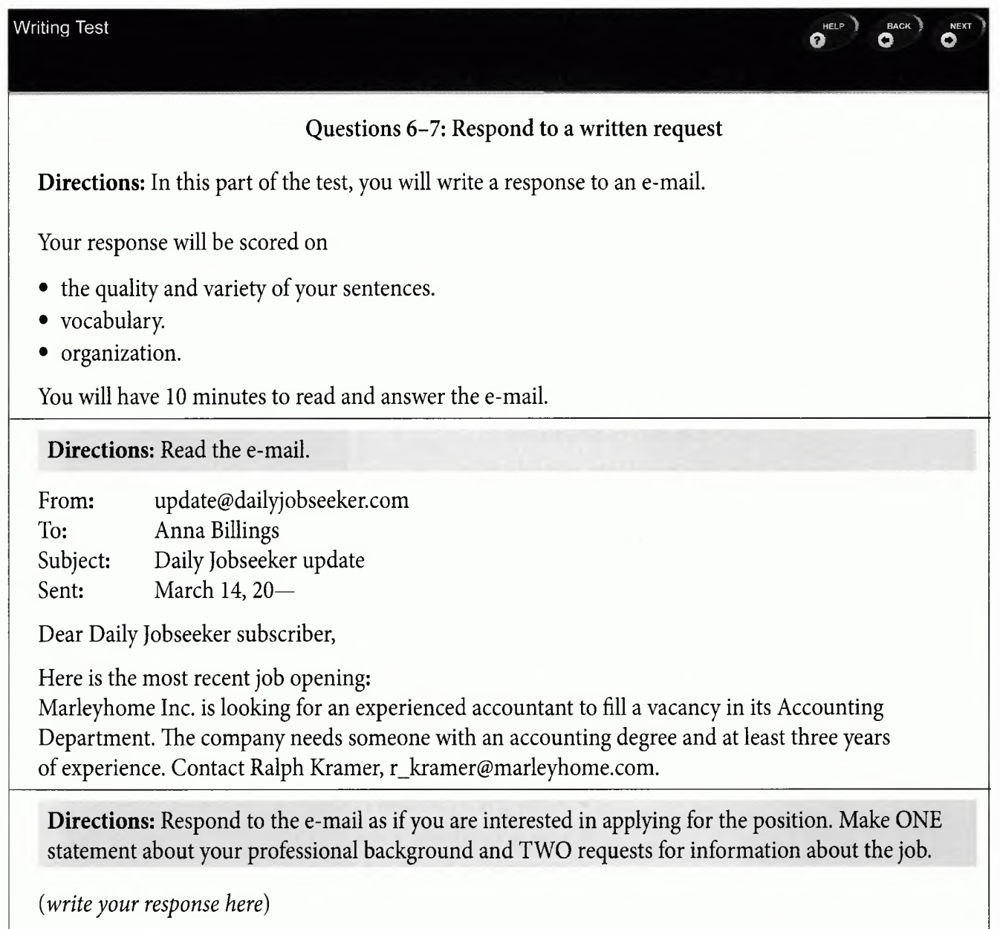 Writing Test
HELP
BACK
NEXT
Questions 6–7: Respond to a written request
Directions: In this part of the test, you will write a response to an e-mail.
Your response will be scored on
• the quality and variety of your sentences.
• vocabulary.
• organization.
You will have 10 minutes to read and answer the e-mail.
Directions: Read the e-mail.
From: update@dailyjobseeker.com
To: Anna Billings
Subject: Daily Jobseeker update
Sent: March 14, 20—
Dear Daily Jobseeker subscriber,
Here is the most recent job opening:
Marleyhome Inc. is looking for an experienced accountant to fill a vacancy in its Accounting
Department. The company needs someone with an accounting degree and at least three years
of experience. Contact Ralph Kramer, r_kramer@marleyhome.com.
Directions: Respond to the e-mail as if you are interested in applying for the position. Make ONE
statement about your professional background and TWO requests for information about the job.
(write your response here)